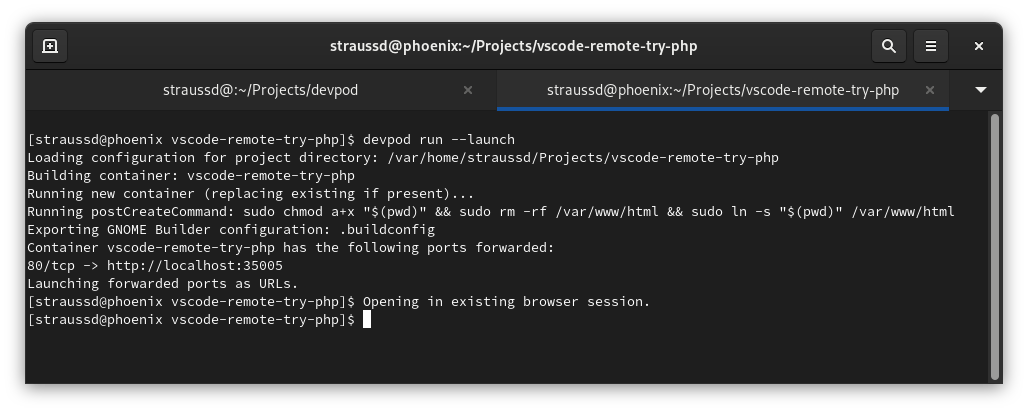 straussd@phoenix:~/Projects/vscode-remote-try-php
straussd@:~/Projects/devpod
straussd@phoenix:~/Projects/vscode-remote-try-php
[straussd@phoenix vscode-remote-try-php]$ devpod run --launch
Loading configuration for project directory: /var/home/straussd/Projects/vscode-remote-try-php
Building container: vscode-remote-try-php
Running new container (replacing existing if present)...
Running postCreateCommand: sudo chmod a+x "$(pwd)" && sudo rm -rf /var/www/html && sudo ln -s "$(pwd)" /var/www/html
Exporting GNOME Builder configuration: .buildconfig
Container vscode-remote-try-php has the following ports forwarded:
80/tcp -> http://localhost:35005
Launching forwarded ports as URLs.
[straussd@phoenix vscode-remote-try-php]$ Opening in existing browser session.
[straussd@phoenix vscode-remote-try-php]$